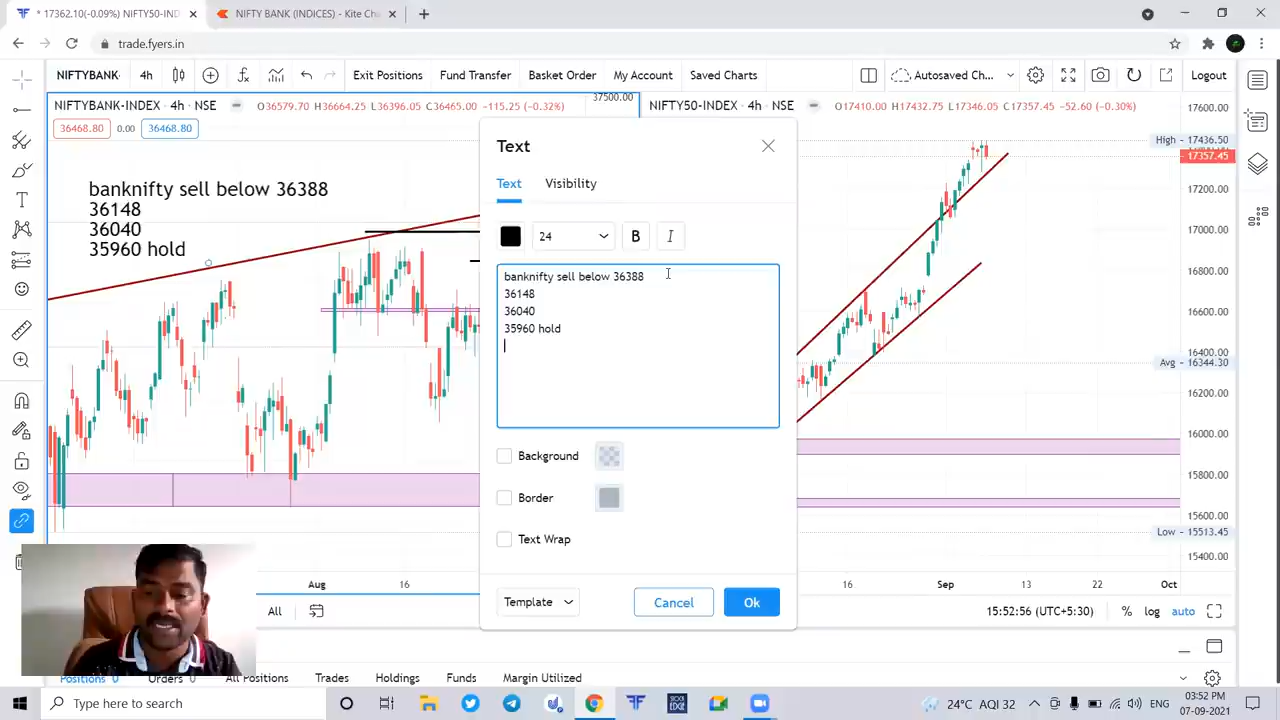 * 17362.10(-0.09%) NIFTY50-IND
NIFTY BANK (INDICES) - Kite Cha
trade.fyers.in
NIFTYBANK-
4h
Exit Positions
Fund Transfer
Basket Order
My Account
Saved Charts
Autosaved Ch...
Logout
NIFTYBANK-INDEX 4h NSE
O36579.70 H36664.25 L36396.05 C36465.00 -115.25 (-0.32%)
37500.00
36468.80
0.00
36468.80
banknifty sell below 36388
36148
36040
35960 hold
NIFTY50-INDEX 4h NSE
O17410.00 H17432.75 L17346.05 C17357.45 -52.60 (-0.30%)
17600.00
High - 17436.50
17357.45
17200.00
17000.00
16800.00
16600.00
16400.00
Avg - 16344.30
16200.00
16000.00
15800.00
15600.00
Low - 15513.45
15400.00
Text
Text
Visibility
24
B
I
banknifty sell below 36388
36148
36040
35960 hold
Background
Border
Text Wrap
Template
Cancel
Ok
Aug
16
16
Sep
13
22
Oct
All
15:52:56 (UTC+5:30)
%
log
auto
Positions 0
Orders 0
All Positions
Trades
Holdings
Funds
Margin Utilized
Type here to search
STOCK
EDGE
24°C AQI 32
ENG
03:52 PM
07-09-2021